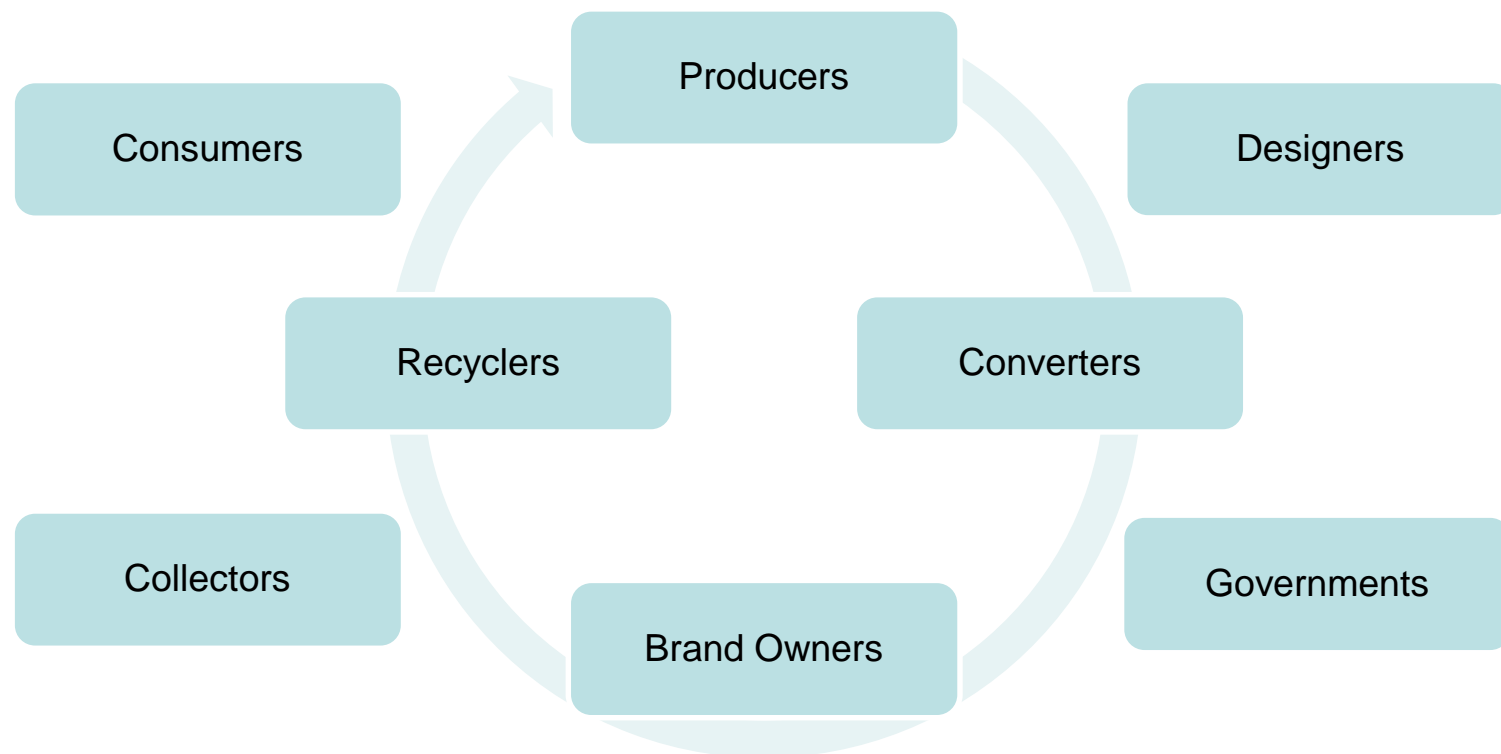 Producers
Consumers
Designers
Recyclers
Converters
Collectors
Governments
Brand Owners